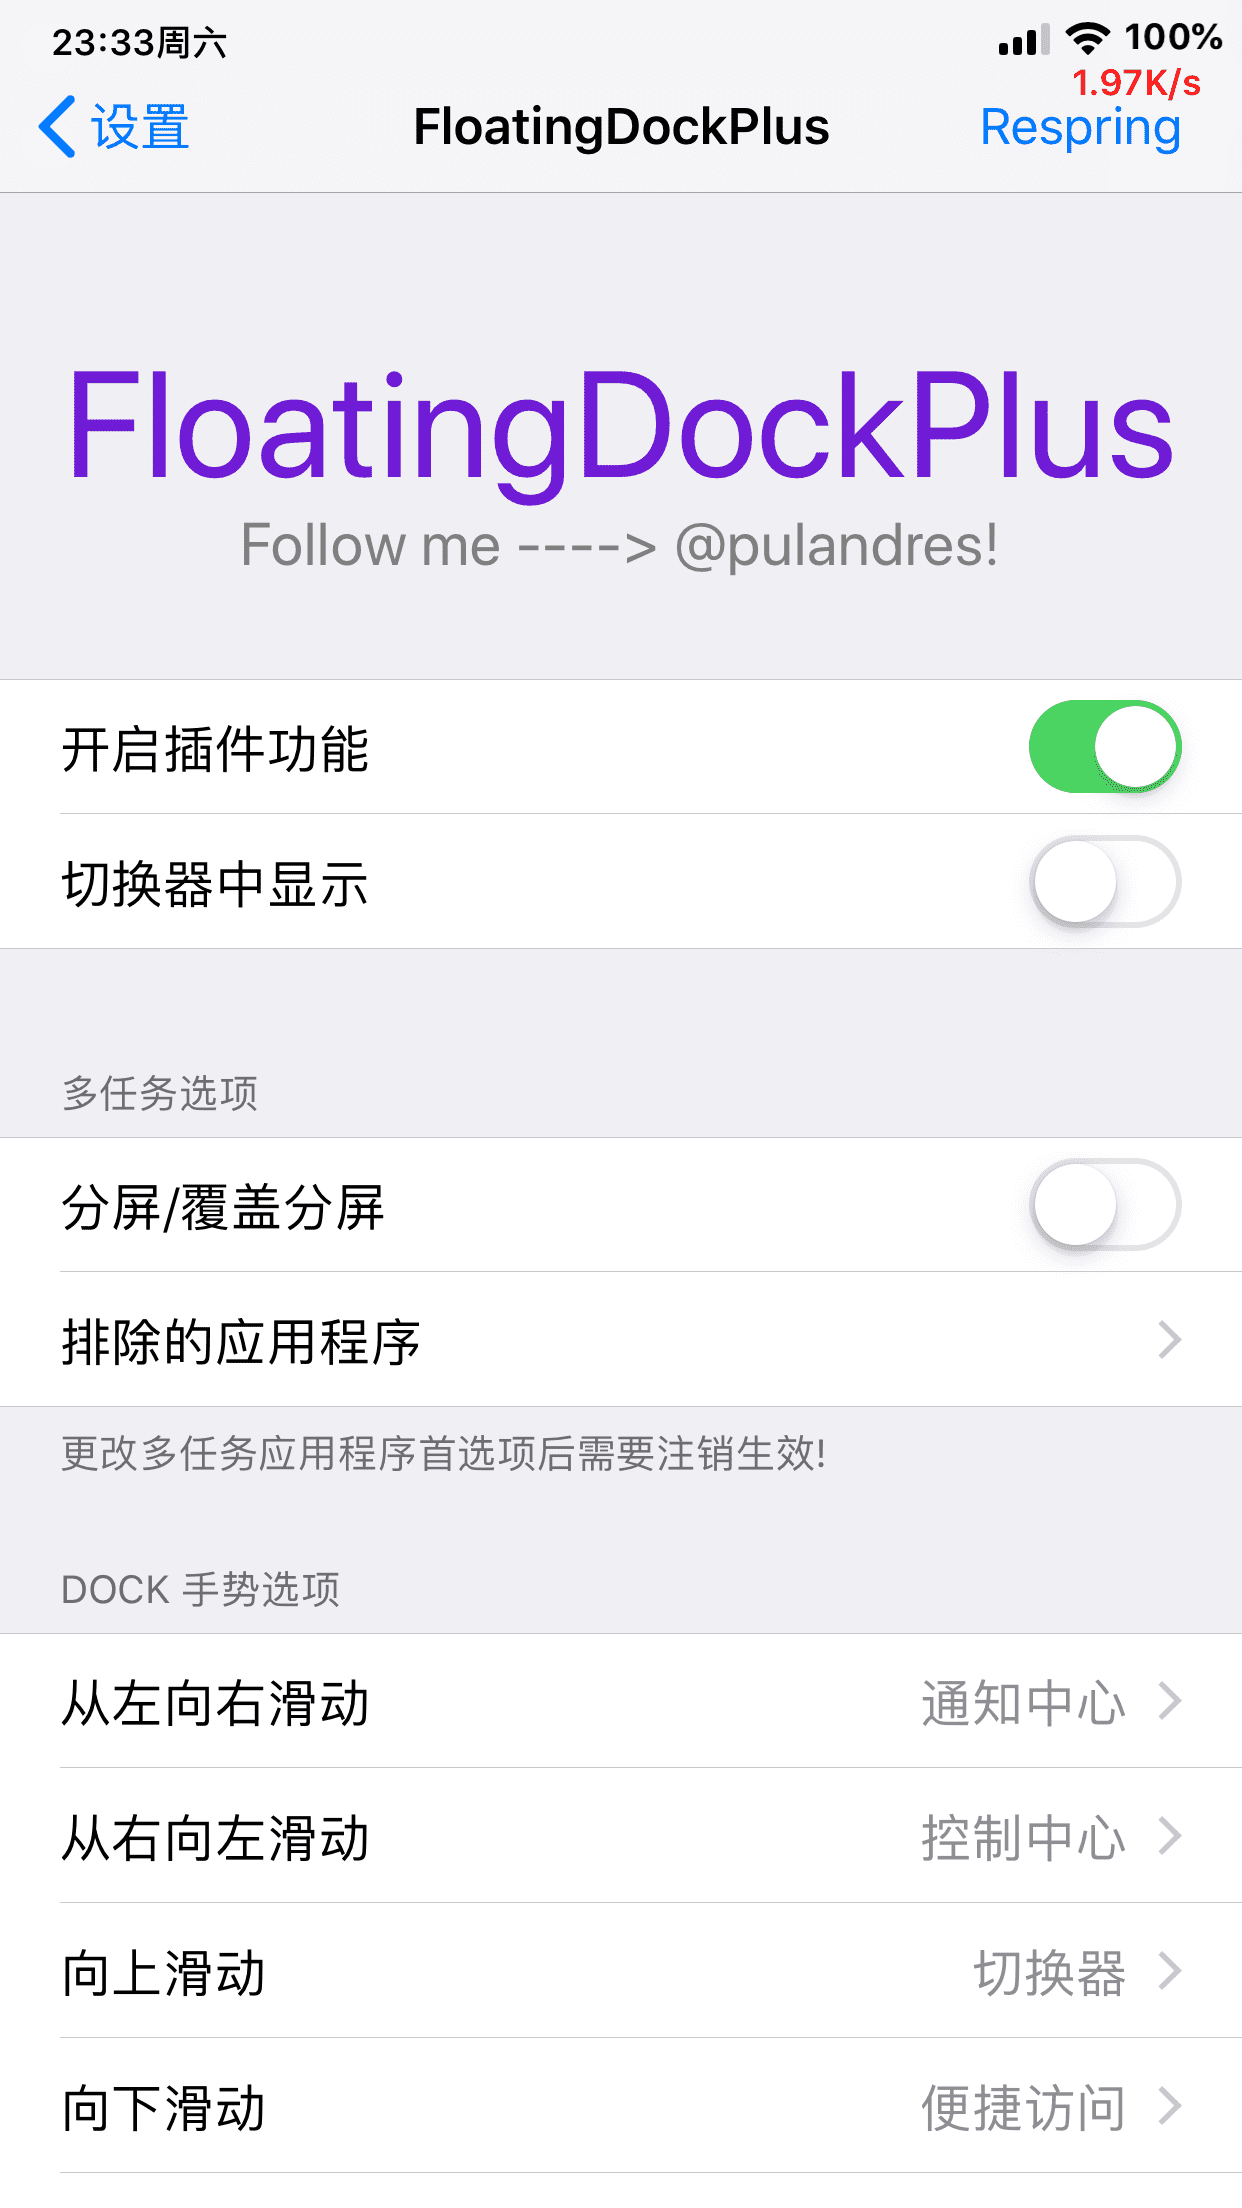 23:33周六
100%
1.97K/s
设置
FloatingDockPlus
Respring
FloatingDockPlus
Follow me ----> @pulandres!
开启插件功能
切换器中显示
多任务选项
分屏/覆盖分屏
排除的应用程序
更改多任务应用程序首选项后需要注销生效!
DOCK 手势选项
从左向右滑动 通知中心
从右向左滑动 控制中心
向上滑动 切换器
向下滑动 便捷访问